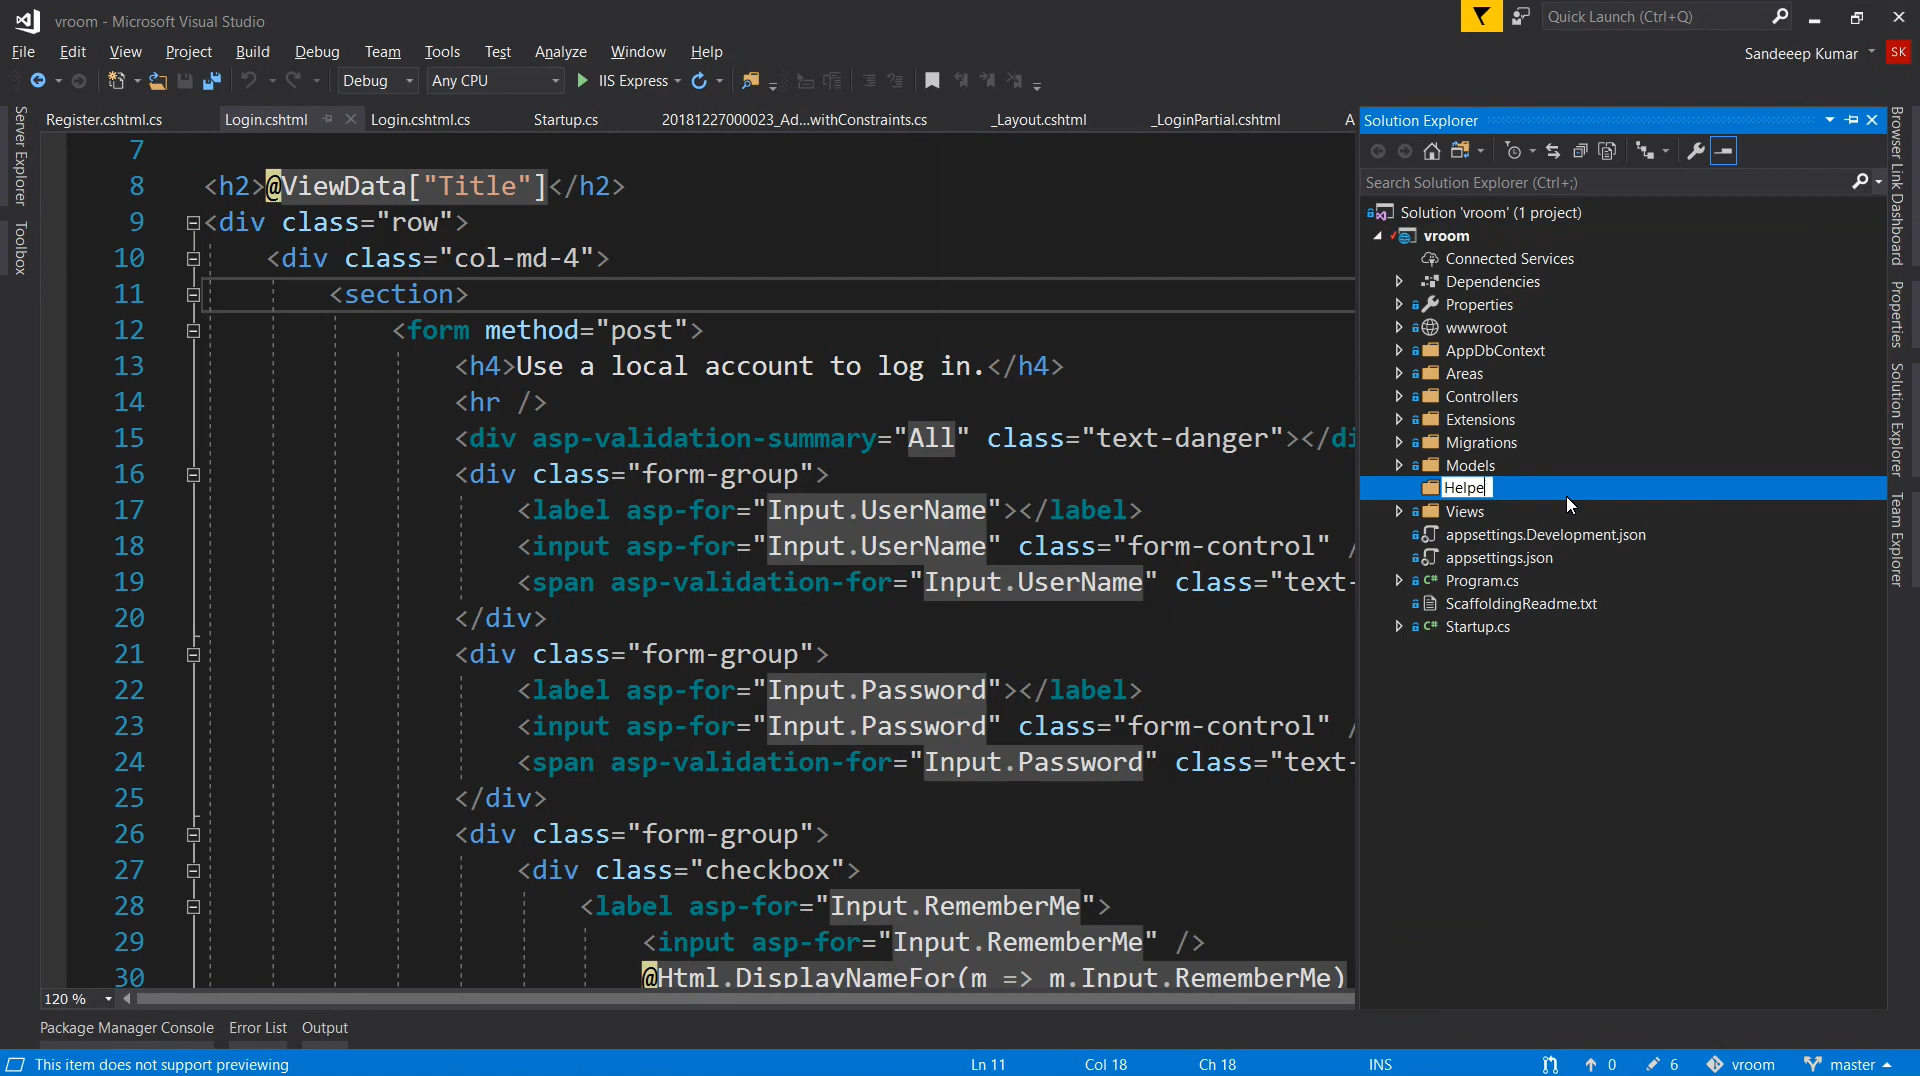 vroom - Microsoft Visual Studio
Quick Launch (Ctrl+Q)
File Edit View Project Build Debug Team Tools Test Analyze Window Help
Sandeeep Kumar SK
Debug Any CPU IIS Express
Server Explorer
Toolbox
Register.cshtml.cs Login.cshtml Login.cshtml.cs Startup.cs 20181227000023_Ad...withConstraints.cs _Layout.cshtml _LoginPartial.cshtml A
7
8 <h2>@ViewData["Title"]</h2>
9 <div class="row">
10 <div class="col-md-4">
11 <section>
12 <form method="post">
13 <h4>Use a local account to log in.</h4>
14 <hr />
15 <div asp-validation-summary="All" class="text-danger"></di
16 <div class="form-group">
17 <label asp-for="Input.UserName"></label>
18 <input asp-for="Input.UserName" class="form-control" /
19 <span asp-validation-for="Input.UserName" class="text-
20 </div>
21 <div class="form-group">
22 <label asp-for="Input.Password"></label>
23 <input asp-for="Input.Password" class="form-control" /
24 <span asp-validation-for="Input.Password" class="text-
25 </div>
26 <div class="form-group">
27 <div class="checkbox">
28 <label asp-for="Input.RememberMe">
29 <input asp-for="Input.RememberMe" />
30 @Html.DisplayNameFor(m => m.Input.RememberMe)
120 %
Solution Explorer
Search Solution Explorer (Ctrl+;)
Solution 'vroom' (1 project)
vroom
Connected Services
Dependencies
Properties
wwwroot
AppDbContext
Areas
Controllers
Extensions
Migrations
Models
Helpe
Views
appsettings.Development.json
appsettings.json
C# Program.cs
ScaffoldingReadme.txt
C# Startup.cs
Browser Link Dashboard
Properties
Solution Explorer
Team Explorer
Package Manager Console Error List Output
This item does not support previewing Ln 11 Col 18 Ch 18 INS 0 6 vroom master